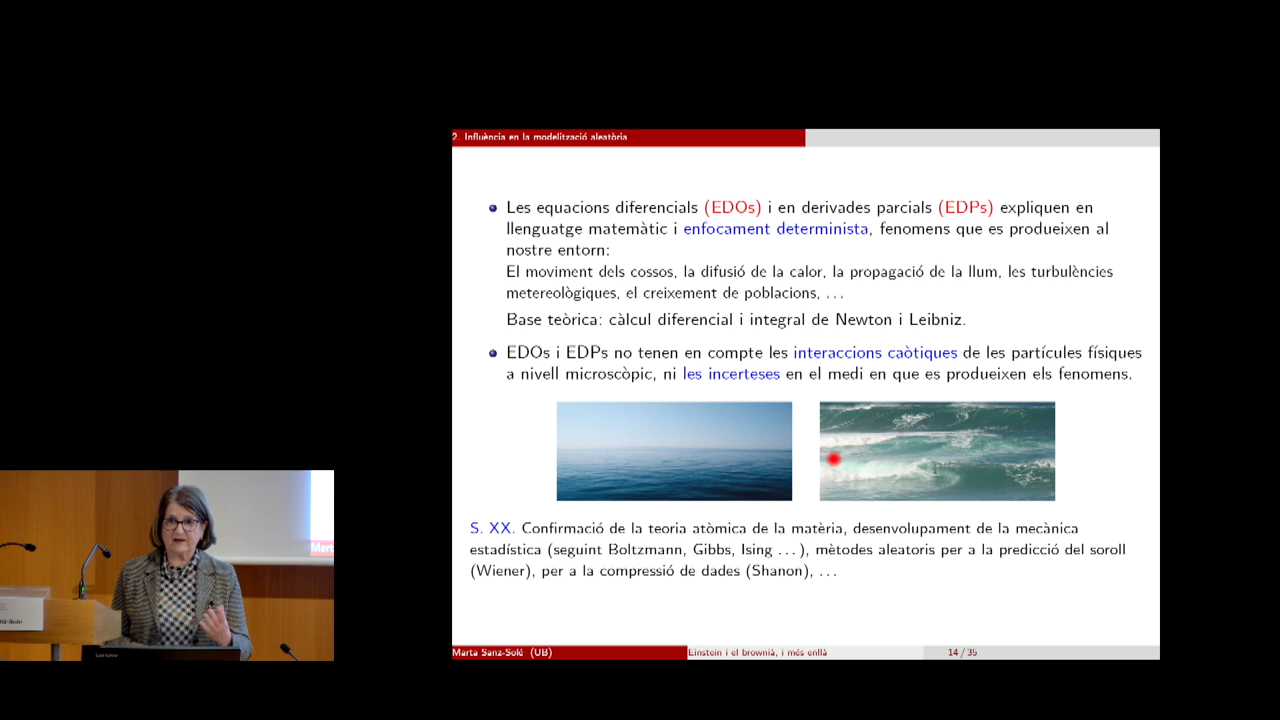 2. Influència en la modelització aleatòria
Les equacions diferencials (EDOs) i en derivades parcials (EDPs) expliquen en
llenguatge matemàtic i enfocament determinista, fenomens que es produeixen al
nostre entorn:
El moviment dels cossos, la difusió de la calor, la propagació de la llum, les turbulències
metereològiques, el creixement de poblacions, ...
Base teòrica: càlcul diferencial i integral de Newton i Leibniz.
EDOs i EDPs no tenen en compte les interaccions caòtiques de les partícules físiques
a nivell microscòpic, ni les incerteses en el medi en que es produeixen els fenomens.
S. XX. Confirmació de la teoria atòmica de la matèria, desenvolupament de la mecànica
estadística (seguint Boltzmann, Gibbs, Ising ...), mètodes aleatoris per a la predicció del soroll
(Wiener), per a la compressió de dades (Shanon), ...
Marta Sanz-Solé (UB)
Einstein i el brownià, i més enllà
14 / 35
Mart
Lenovo